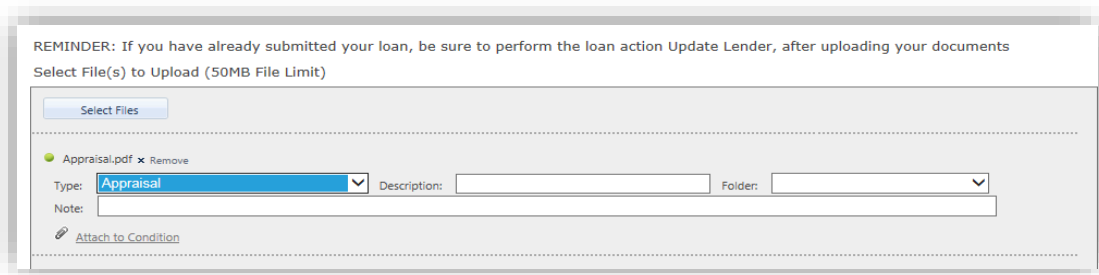 REMINDER: If you have already submitted your loan, be sure to perform the loan action Update Lender, after uploading your documents
Select File(s) to Upload (50MB File Limit)
Select Files
Appraisal.pdf x Remove
Type: Appraisal Description: Folder:
Note:
Attach to Condition